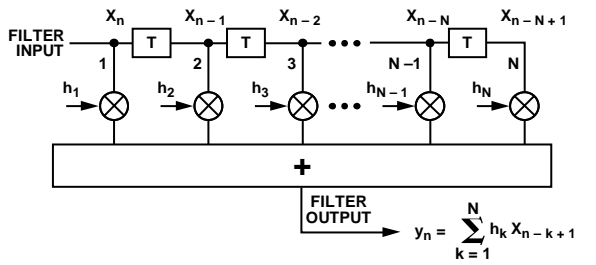 Xn Xn–1 Xn–2 Xn–N Xn–N+1
FILTER INPUT T T T
1 2 3 N–1 N
h1 h2 h3 hN–1 hN
+
FILTER OUTPUT
yn = N ∑ k = 1 hk Xn–k+1